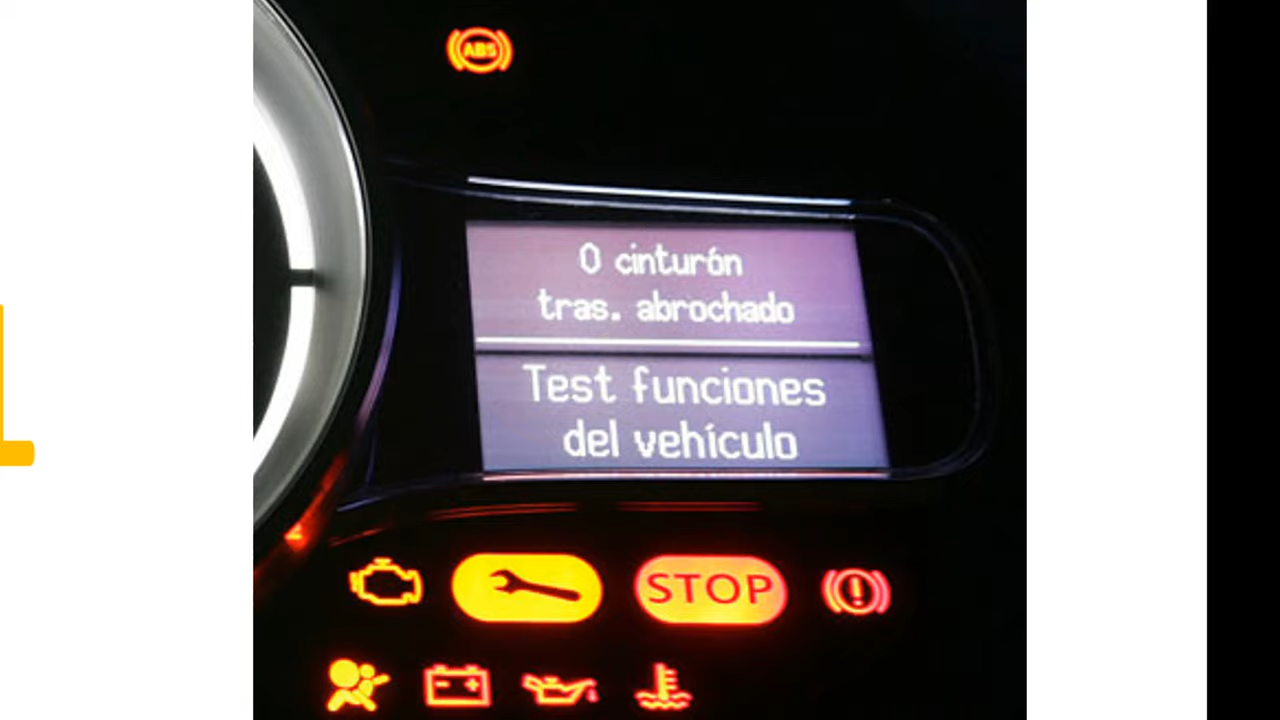 ABS
0 cinturón
tras. abrochado
Test funciones
del vehículo
STOP